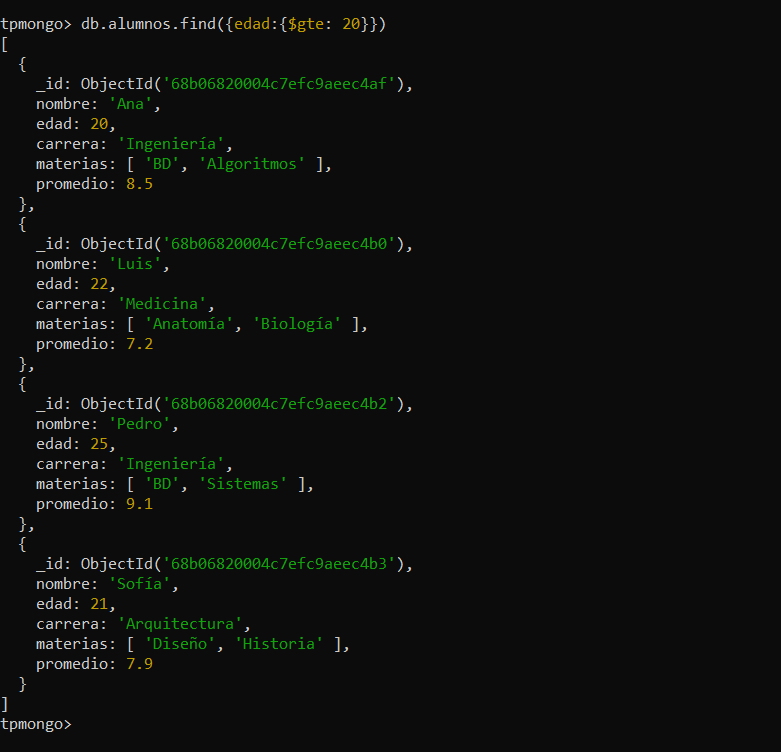 tpmongo> db.alumnos.find({edad:{$gte: 20}})
[
  {
    _id: ObjectId('68b06820004c7efc9aeec4af'),
    nombre: 'Ana',
    edad: 20,
    carrera: 'Ingeniería',
    materias: [ 'BD', 'Algoritmos' ],
    promedio: 8.5
  },
  {
    _id: ObjectId('68b06820004c7efc9aeec4b0'),
    nombre: 'Luis',
    edad: 22,
    carrera: 'Medicina',
    materias: [ 'Anatomía', 'Biología' ],
    promedio: 7.2
  },
  {
    _id: ObjectId('68b06820004c7efc9aeec4b2'),
    nombre: 'Pedro',
    edad: 25,
    carrera: 'Ingeniería',
    materias: [ 'BD', 'Sistemas' ],
    promedio: 9.1
  },
  {
    _id: ObjectId('68b06820004c7efc9aeec4b3'),
    nombre: 'Sofía',
    edad: 21,
    carrera: 'Arquitectura',
    materias: [ 'Diseño', 'Historia' ],
    promedio: 7.9
  }
]
tpmongo>